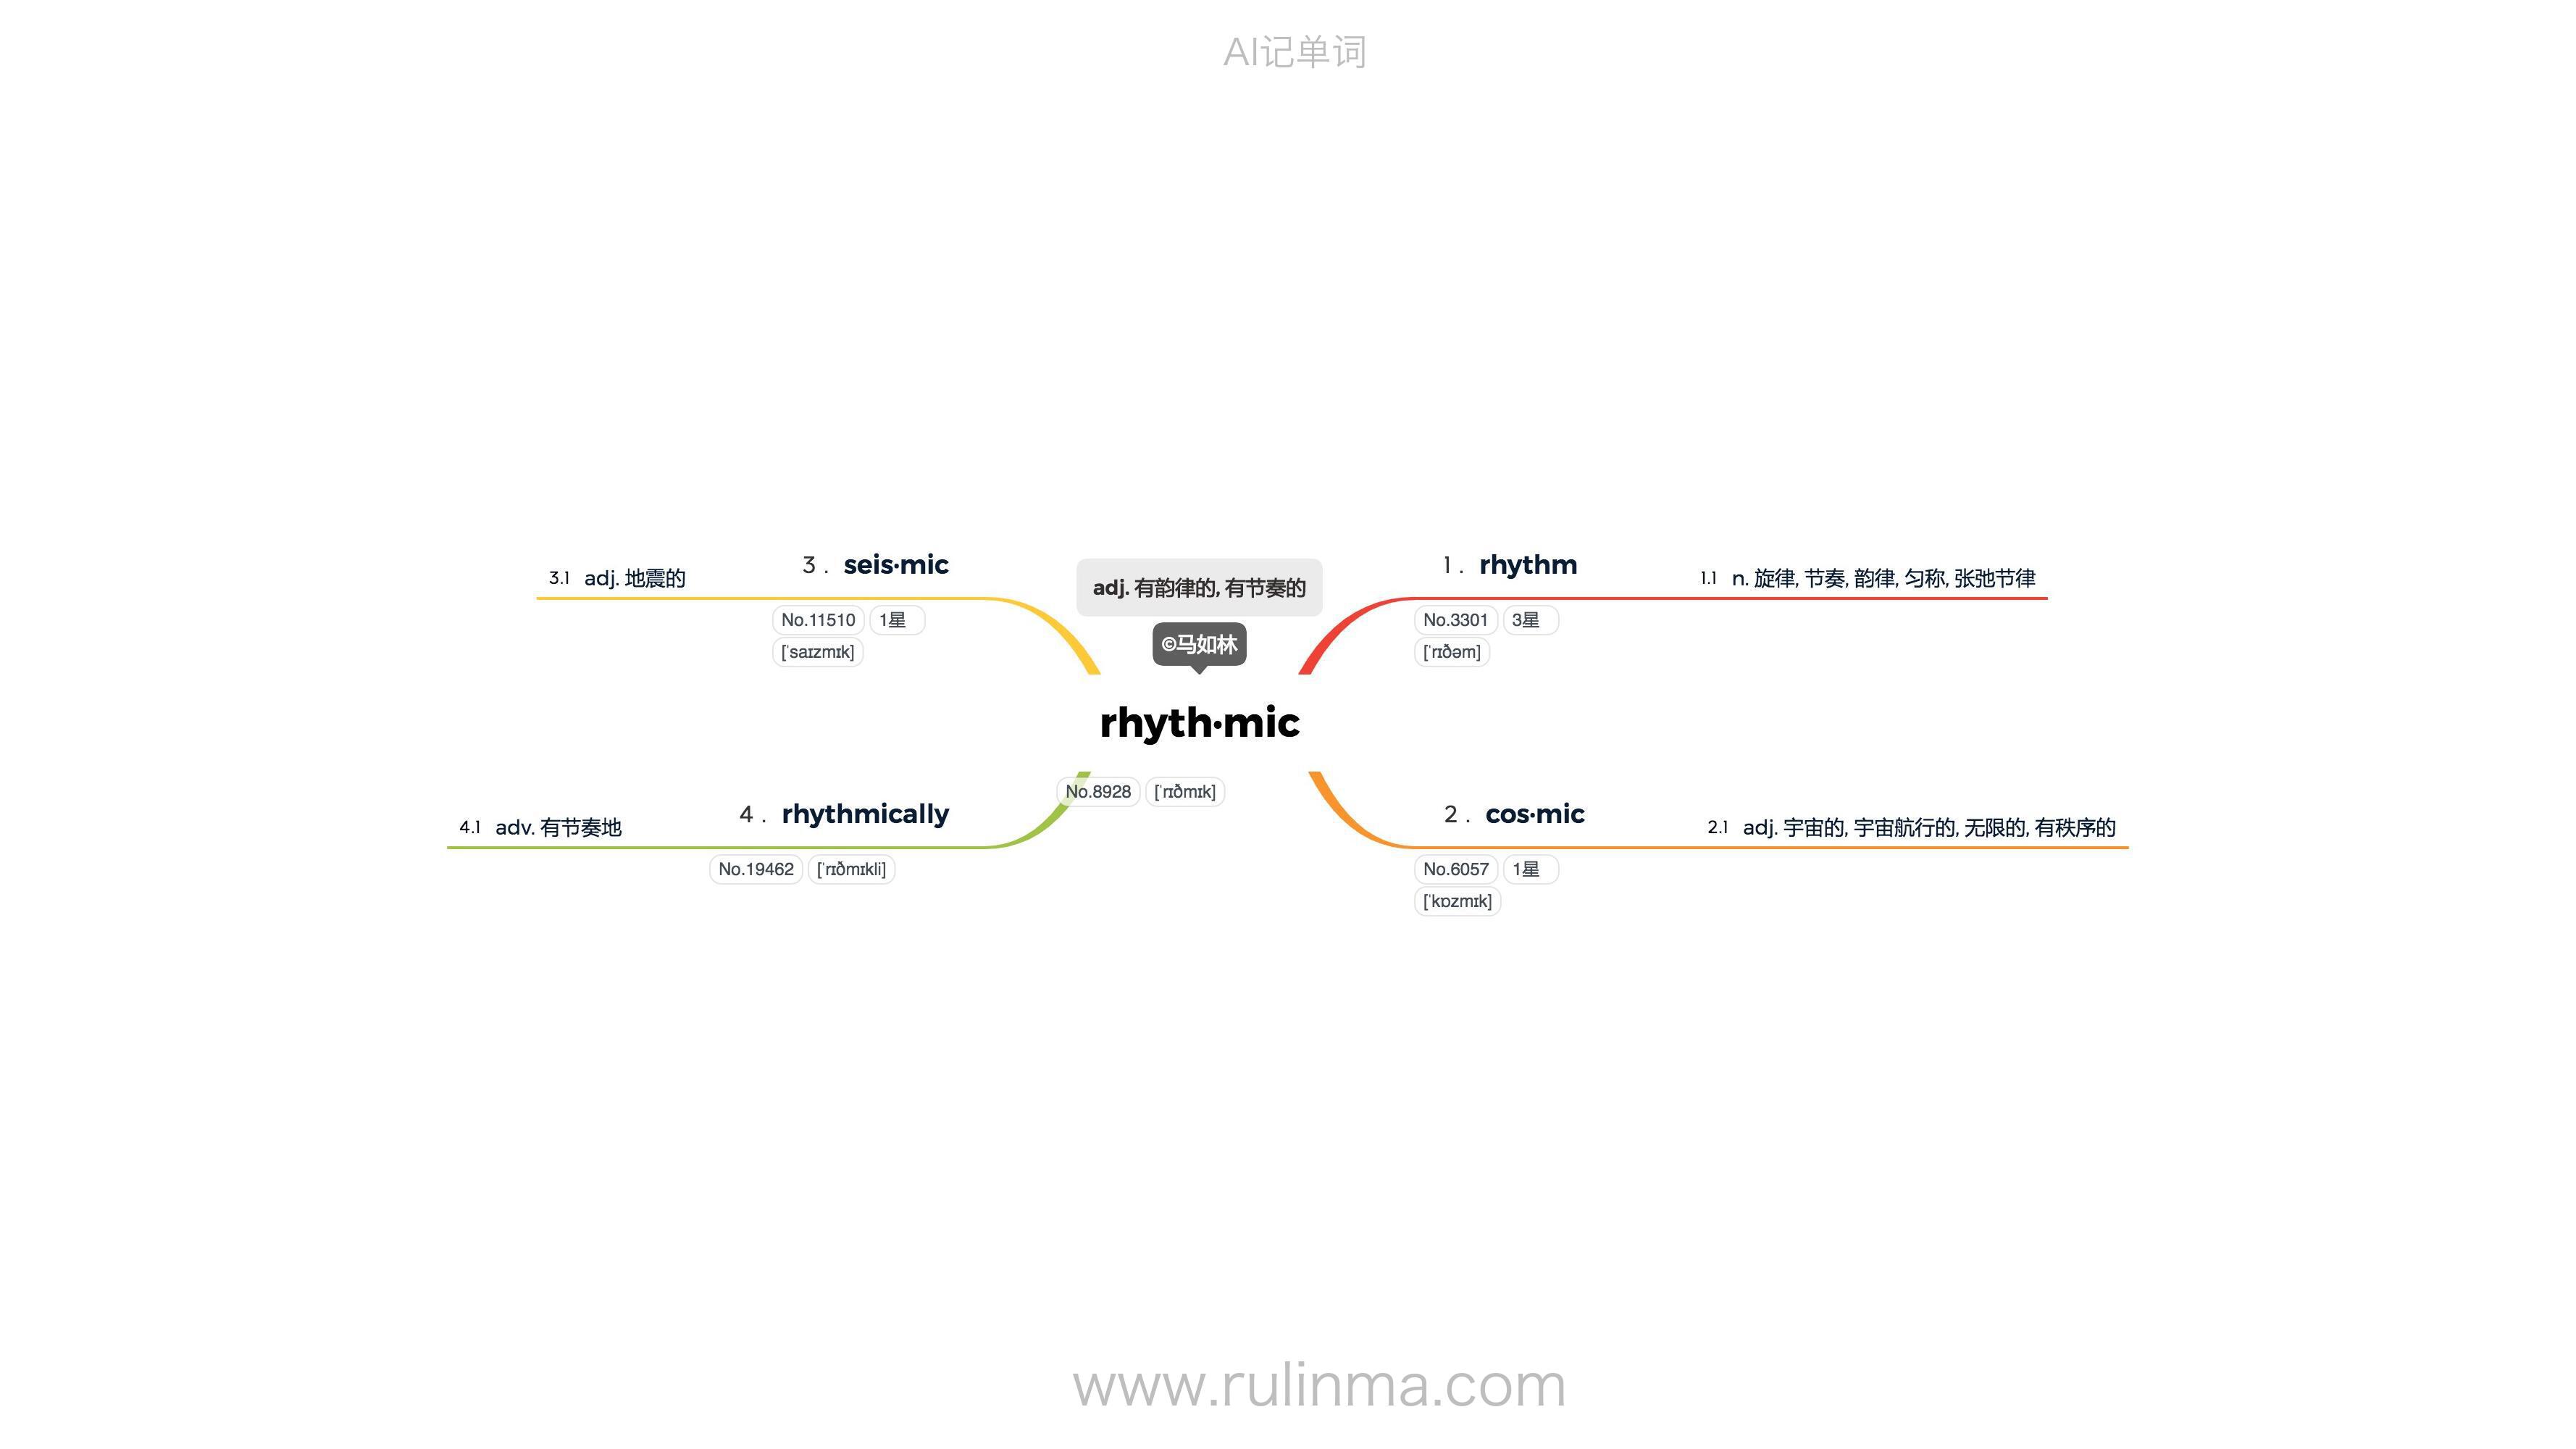 AI记单词
adj. 有韵律的, 有节奏的
©马如林
rhyth·mic
No.8928 [ˈrɪðmɪk]
1 . rhythm
No.3301 3星
[ˈrɪðəm]
1.1 n. 旋律, 节奏, 韵律, 匀称, 张弛节律
2 . cos·mic
No.6057 1星
[ˈkɒzmɪk]
2.1 adj. 宇宙的, 宇宙航行的, 无限的, 有秩序的
3 . seis·mic
No.11510 1星
[ˈsaɪzmɪk]
3.1 adj. 地震的
4 . rhythmically
No.19462 [ˈrɪðmɪkli]
4.1 adv. 有节奏地
www.rulinma.com